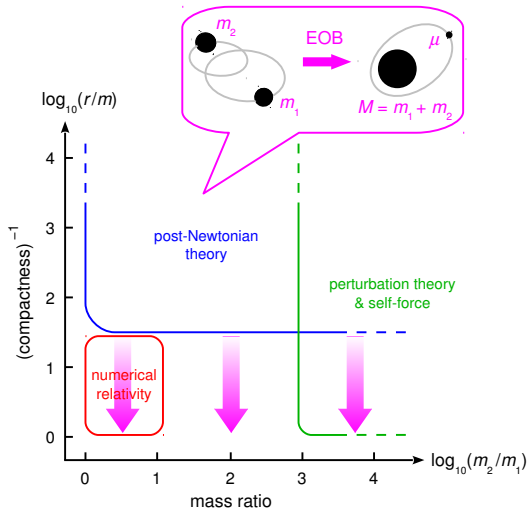 m₂
EOB
μ
m₁
M = m₁ + m₂
log₁₀(r/m)
4
3
2
1
0
(compactness)⁻¹
post-Newtonian
theory
perturbation theory
& self-force
numerical
relativity
0
1
2
3
4
log₁₀(m₂/m₁)
mass ratio